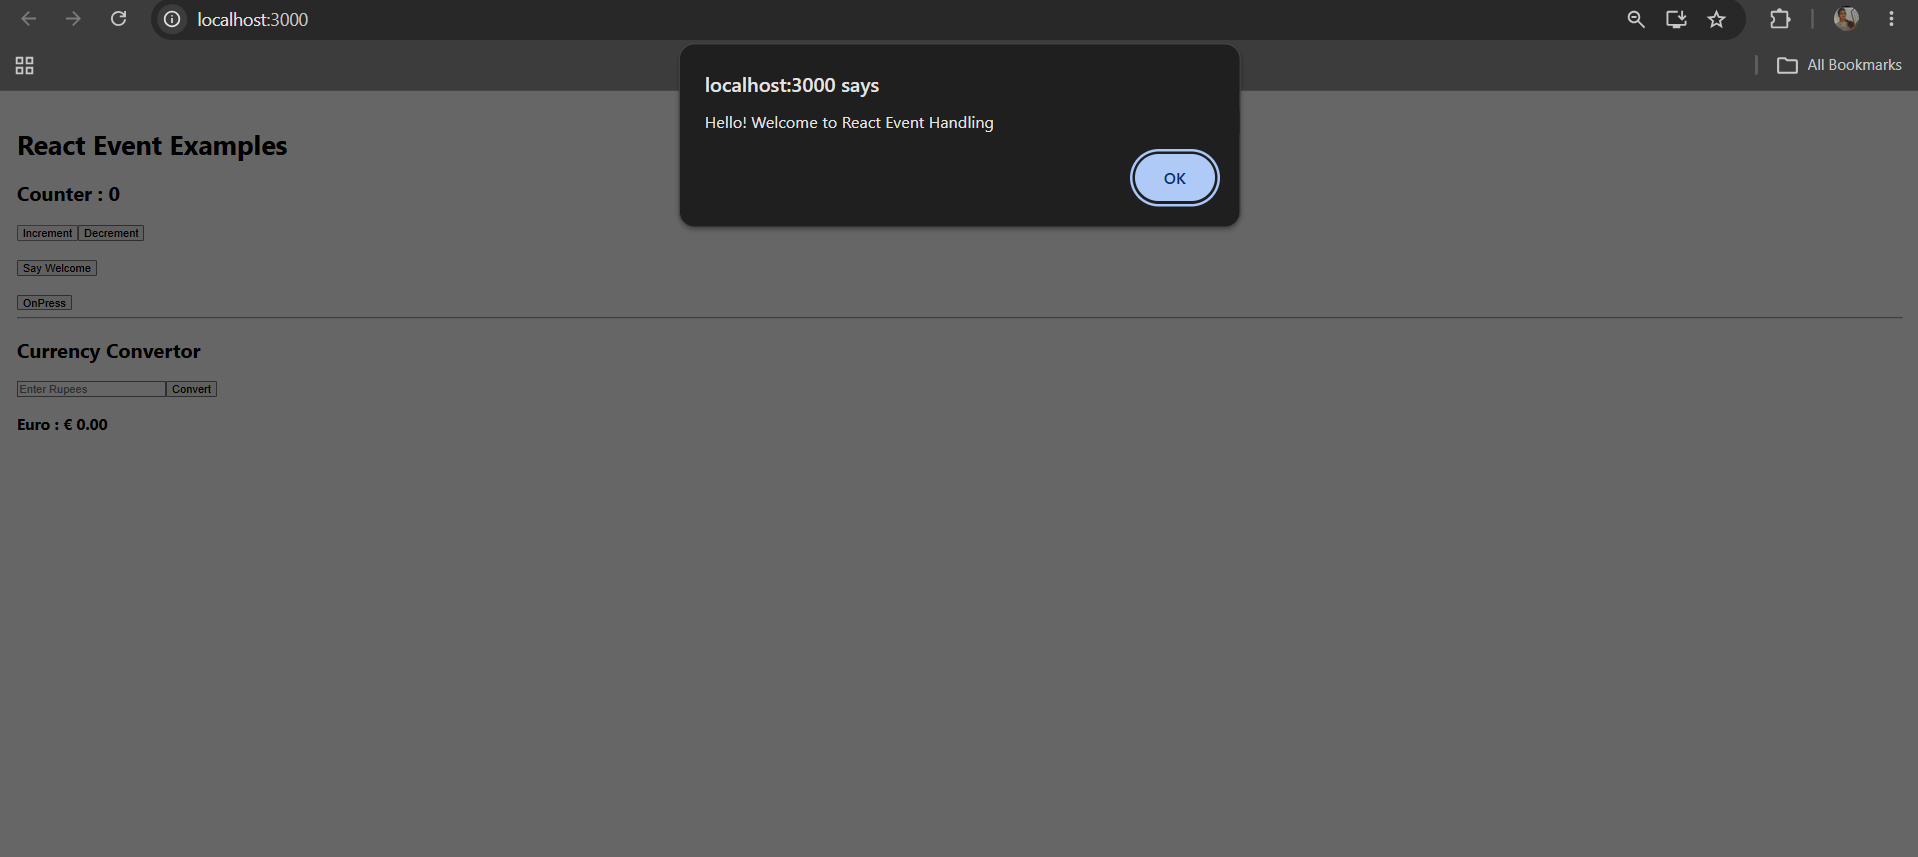 localhost:3000
All Bookmarks
localhost:3000 says
Hello! Welcome to React Event Handling
OK
React Event Examples
Counter : 0
Increment Decrement
Say Welcome
OnPress
Currency Convertor
Enter Rupees Convert
Euro : € 0.00